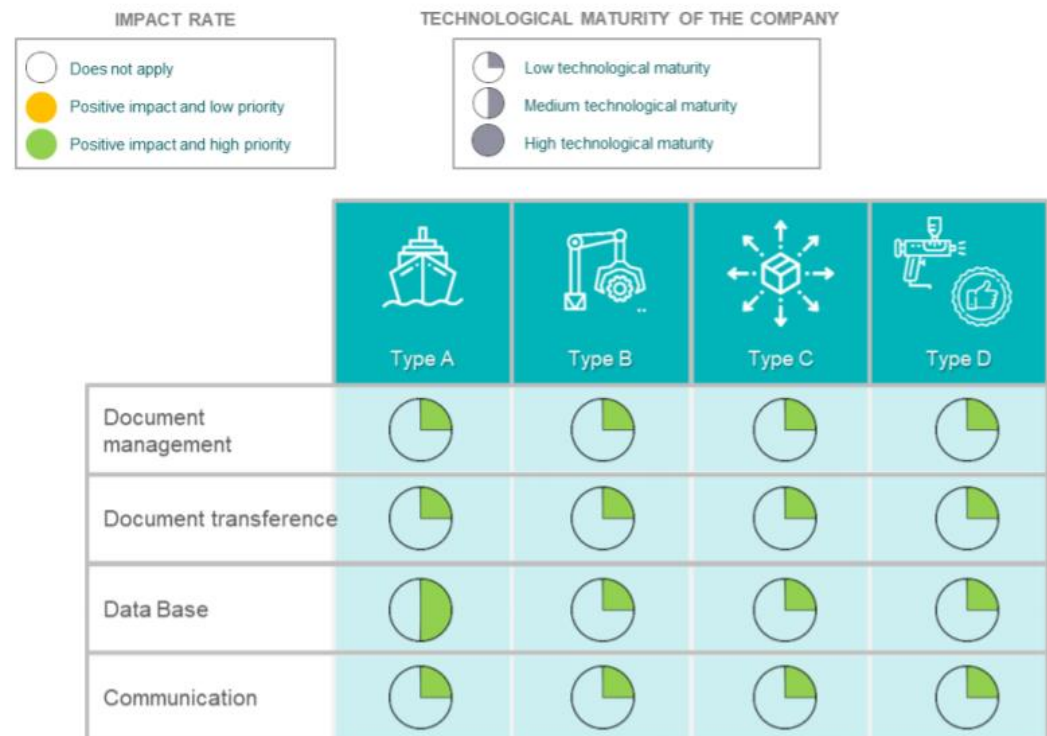 IMPACT RATE
Does not apply
Positive impact and low priority
Positive impact and high priority
TECHNOLOGICAL MATURITY OF THE COMPANY
Low technological maturity
Medium technological maturity
High technological maturity
Type A
Type B
Type C
Type D
Document
management
Document transference
Data Base
Communication